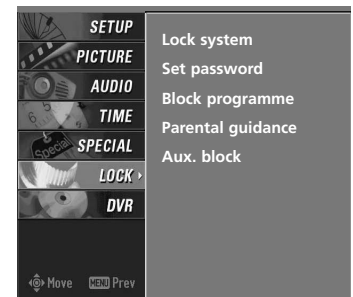 SETUP
PICTURE
AUDIO
TIME
SPECIAL
LOCK
DVR
Move MENU Prev
Lock system
Set password
Block programme
Parental guidance
Aux. block